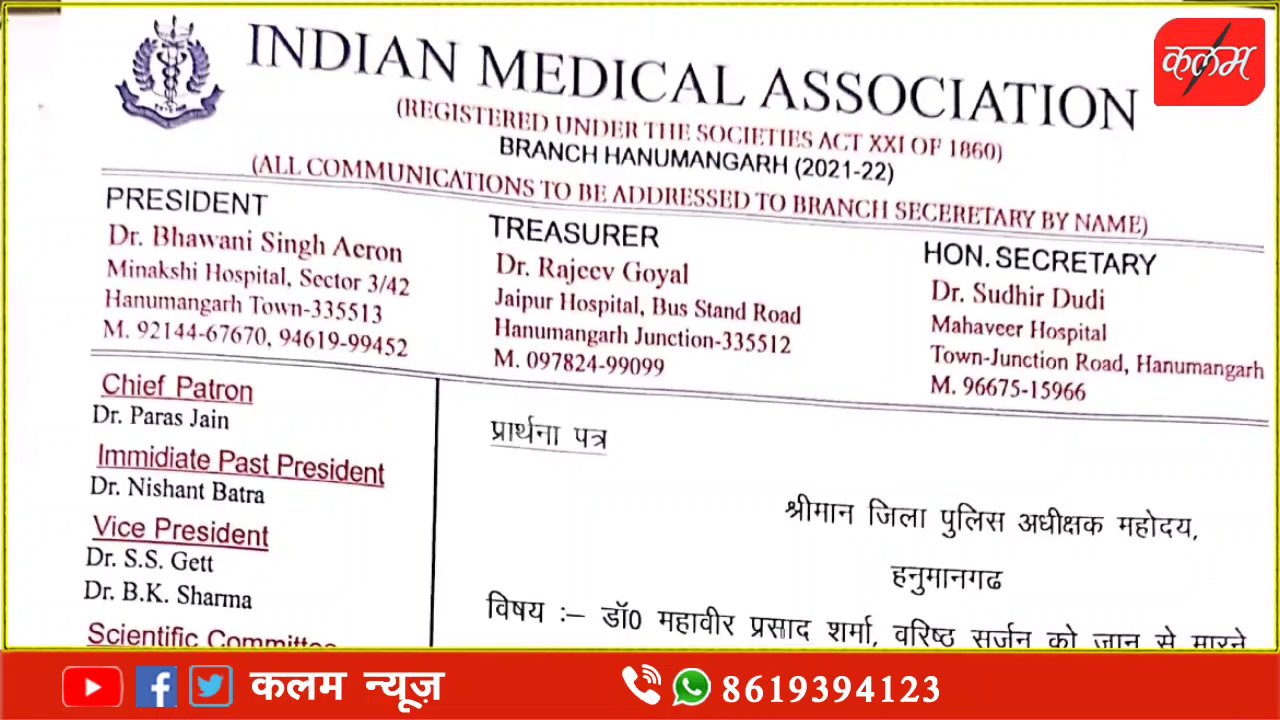 कलम
INDIAN MEDICAL ASSOCIATION
(REGISTERED UNDER THE SOCIETIES ACT XXI OF 1860)
BRANCH HANUMANGARH (2021-22)
(ALL COMMUNICATIONS TO BE ADDRESSED TO BRANCH SECERETARY BY NAME)
PRESIDENT
Dr. Bhawani Singh Aeron
Minakshi Hospital, Sector 3/42
Hanumangarh Town-335513
M. 92144-67670, 94619-99452
TREASURER
Dr. Rajeev Goyal
Jaipur Hospital, Bus Stand Road
Hanumangarh Junction-335512
M. 097824-99099
HON. SECRETARY
Dr. Sudhir Dudi
Mahaveer Hospital
Town-Junction Road, Hanumangarh
M. 96675-15966
Chief Patron
Dr. Paras Jain
Immidiate Past President
Dr. Nishant Batra
Vice President
Dr. S.S. Gett
Dr. B.K. Sharma
Scientific Committee
प्रार्थना पत्र
श्रीमान जिला पुलिस अधीक्षक महोदय,
हनुमानगढ
विषय :– डॉ0 महावीर प्रसाद शर्मा, वरिष्ठ सर्जन को जान से मारने
कलम न्यूज़
8619394123